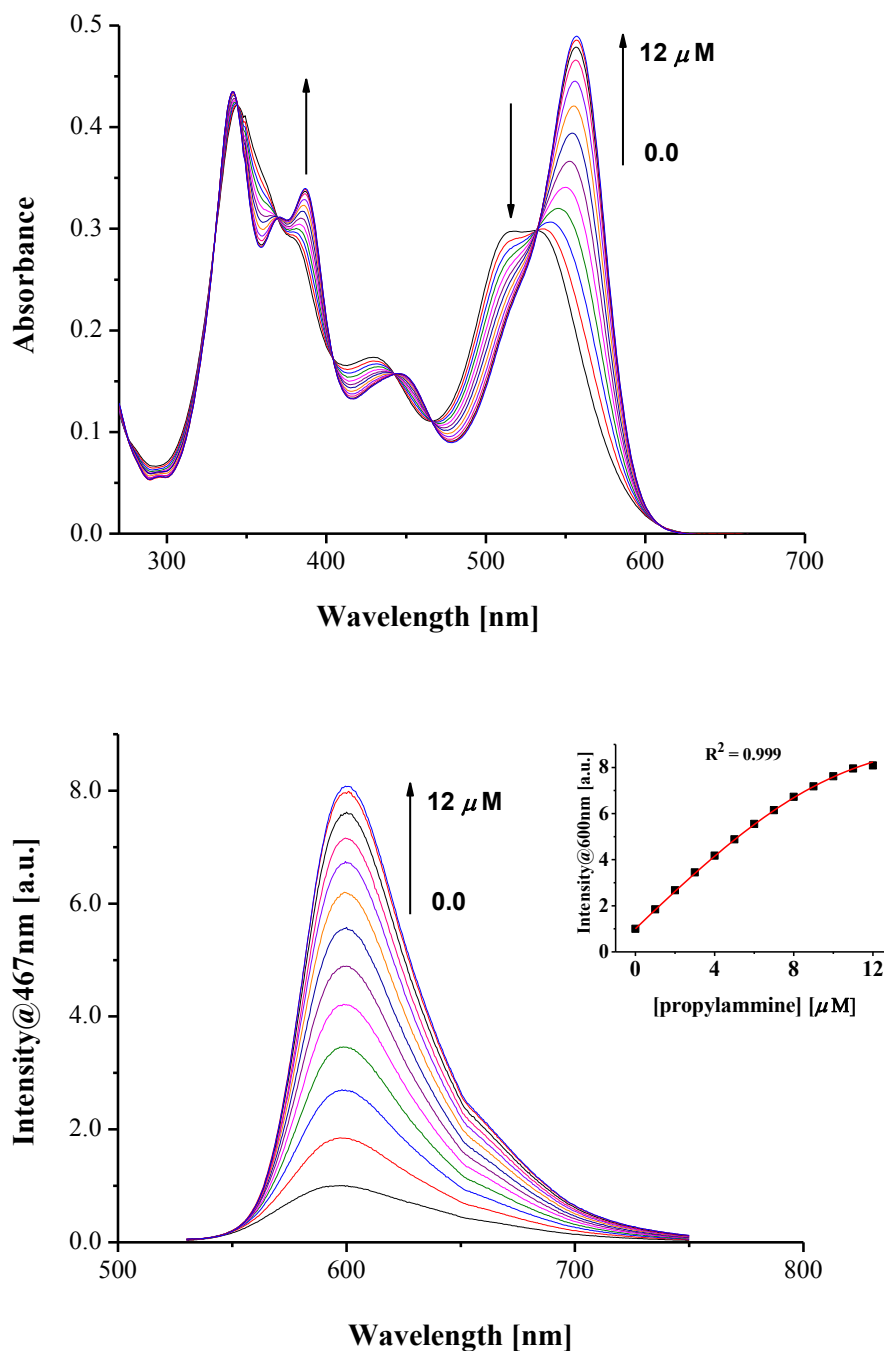 0.5
12 μM
0.4
0.0
0.3
Absorbance
0.2
0.1
0.0
300 400 500 600 700
Wavelength [nm]
8.0
12 μM
0.0
6.0
4.0
2.0
0.0
Intensity@467nm [a.u.]
R² = 0.999
8
6
4
2
0
Intensity@600nm [a.u.]
0 4 8 12
[propylammine] [μM]
500 600 700 800
Wavelength [nm]